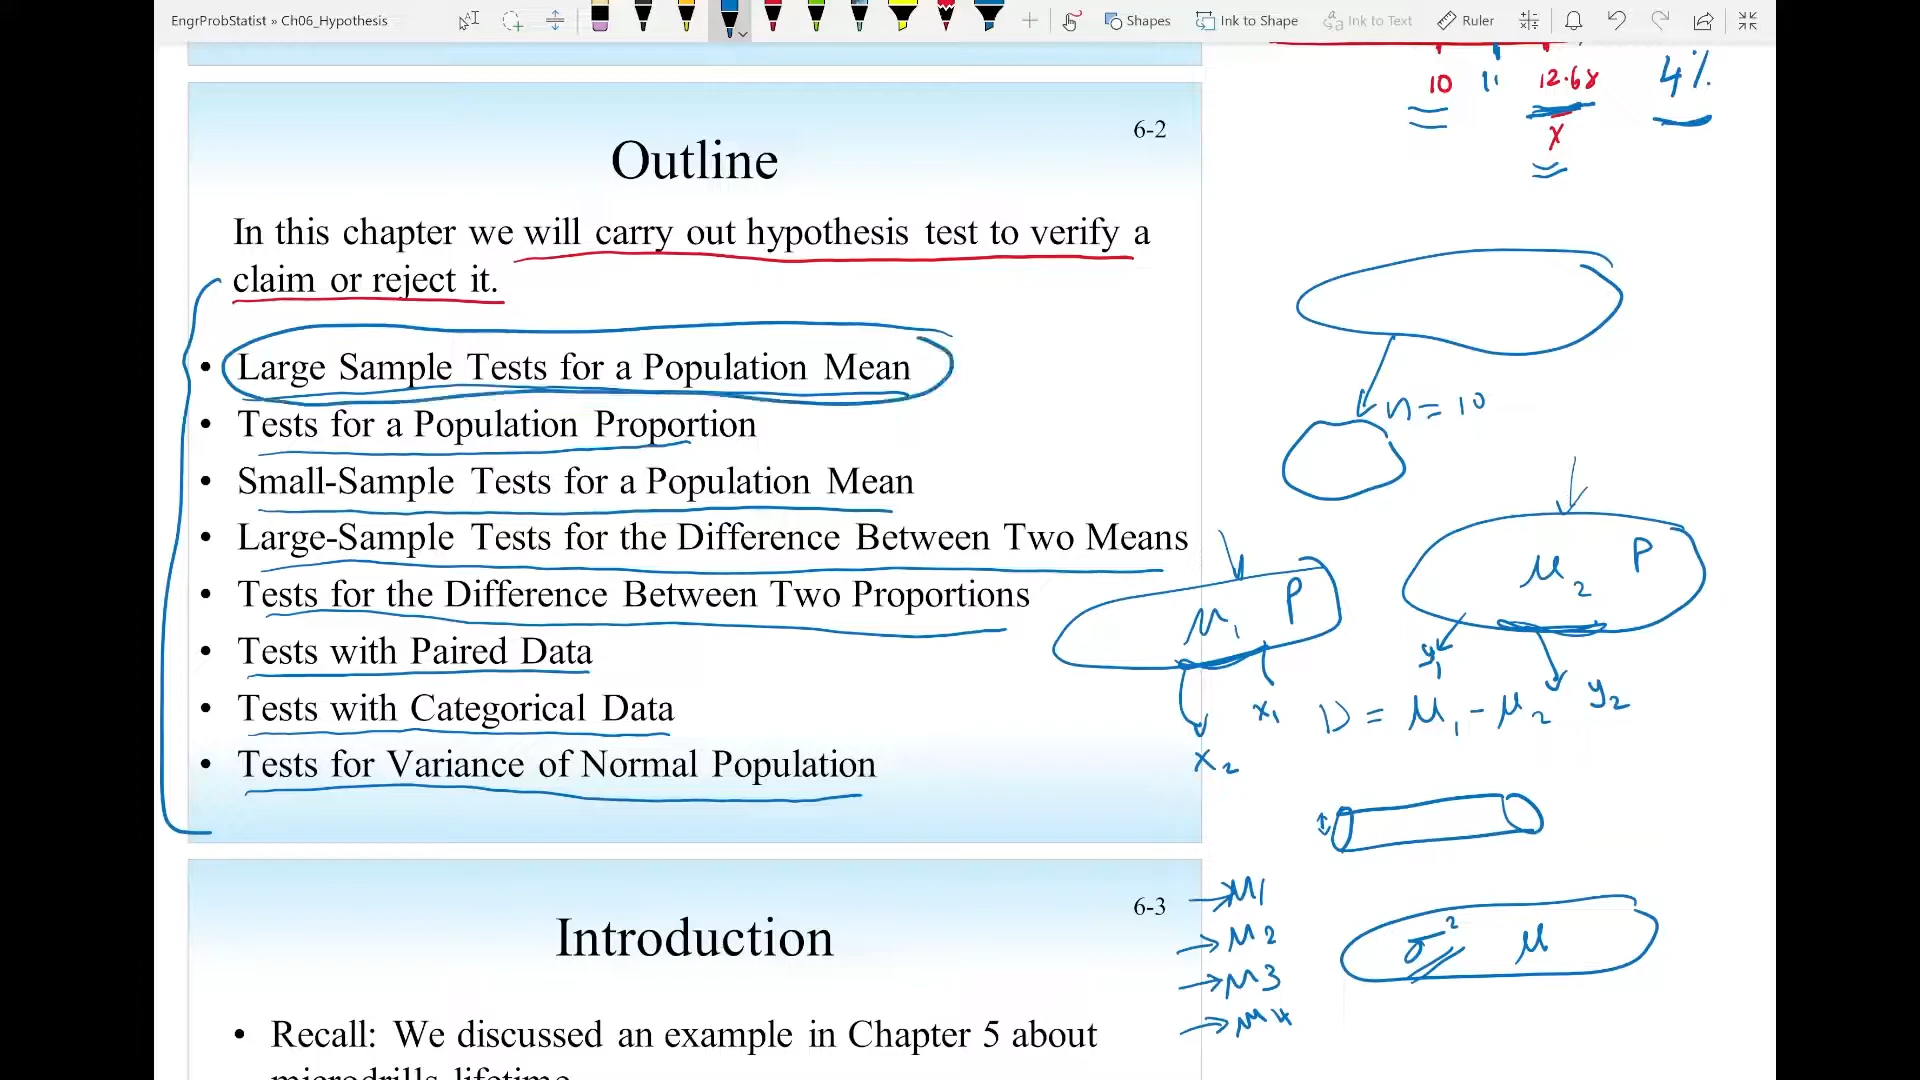 EngrProbStatist » Ch06_Hypothesis
Shapes
Ink to Shape
Ink to Text
Ruler
10 11 12.68 4%
x
6-2
Outline
In this chapter we will carry out hypothesis test to verify a
claim or reject it.
• Large Sample Tests for a Population Mean
• Tests for a Population Proportion
• Small-Sample Tests for a Population Mean
• Large-Sample Tests for the Difference Between Two Means
• Tests for the Difference Between Two Proportions
• Tests with Paired Data
• Tests with Categorical Data
• Tests for Variance of Normal Population
n = 10
μ₁ P
μ₂ P
y₁
x₁ D = μ₁ - μ₂ y₂
x₂
6-3
Introduction
→ M1
→ M2
→ M3
→ M4
σ² μ
• Recall: We discussed an example in Chapter 5 about
microdrills lifetime